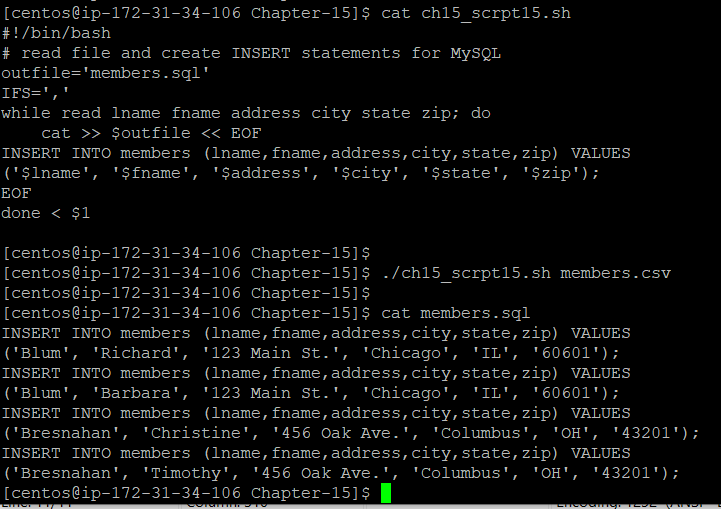 [centos@ip-172-31-34-106 Chapter-15]$ cat ch15_scrpt15.sh
#!/bin/bash
# read file and create INSERT statements for MySQL
outfile='members.sql'
IFS=','
while read lname fname address city state zip; do
    cat >> $outfile << EOF
INSERT INTO members (lname,fname,address,city,state,zip) VALUES
('$lname', '$fname', '$address', '$city', '$state', '$zip');
EOF
done < $1
[centos@ip-172-31-34-106 Chapter-15]$
[centos@ip-172-31-34-106 Chapter-15]$ ./ch15_scrpt15.sh members.csv
[centos@ip-172-31-34-106 Chapter-15]$
[centos@ip-172-31-34-106 Chapter-15]$ cat members.sql
INSERT INTO members (lname,fname,address,city,state,zip) VALUES
('Blum', 'Richard', '123 Main St.', 'Chicago', 'IL', '60601');
INSERT INTO members (lname,fname,address,city,state,zip) VALUES
('Blum', 'Barbara', '123 Main St.', 'Chicago', 'IL', '60601');
INSERT INTO members (lname,fname,address,city,state,zip) VALUES
('Bresnahan', 'Christine', '456 Oak Ave.', 'Columbus', 'OH', '43201');
INSERT INTO members (lname,fname,address,city,state,zip) VALUES
('Bresnahan', 'Timothy', '456 Oak Ave.', 'Columbus', 'OH', '43201');
[centos@ip-172-31-34-106 Chapter-15]$